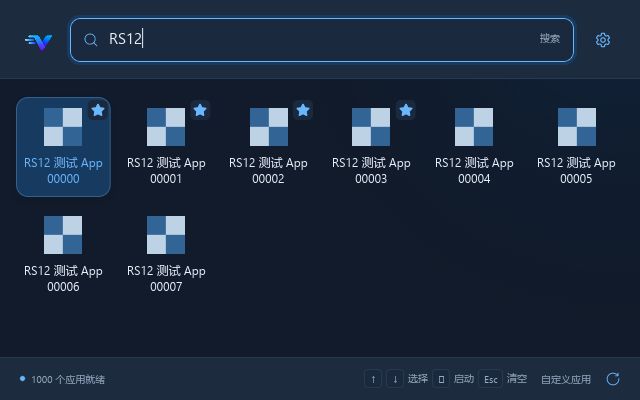 RS12
搜索
RS12 测试 App
00000
RS12 测试 App
00001
RS12 测试 App
00002
RS12 测试 App
00003
RS12 测试 App
00004
RS12 测试 App
00005
RS12 测试 App
00006
RS12 测试 App
00007
1000 个应用就绪
↑ ↓ 选择 启动 Esc 清空 自定义应用